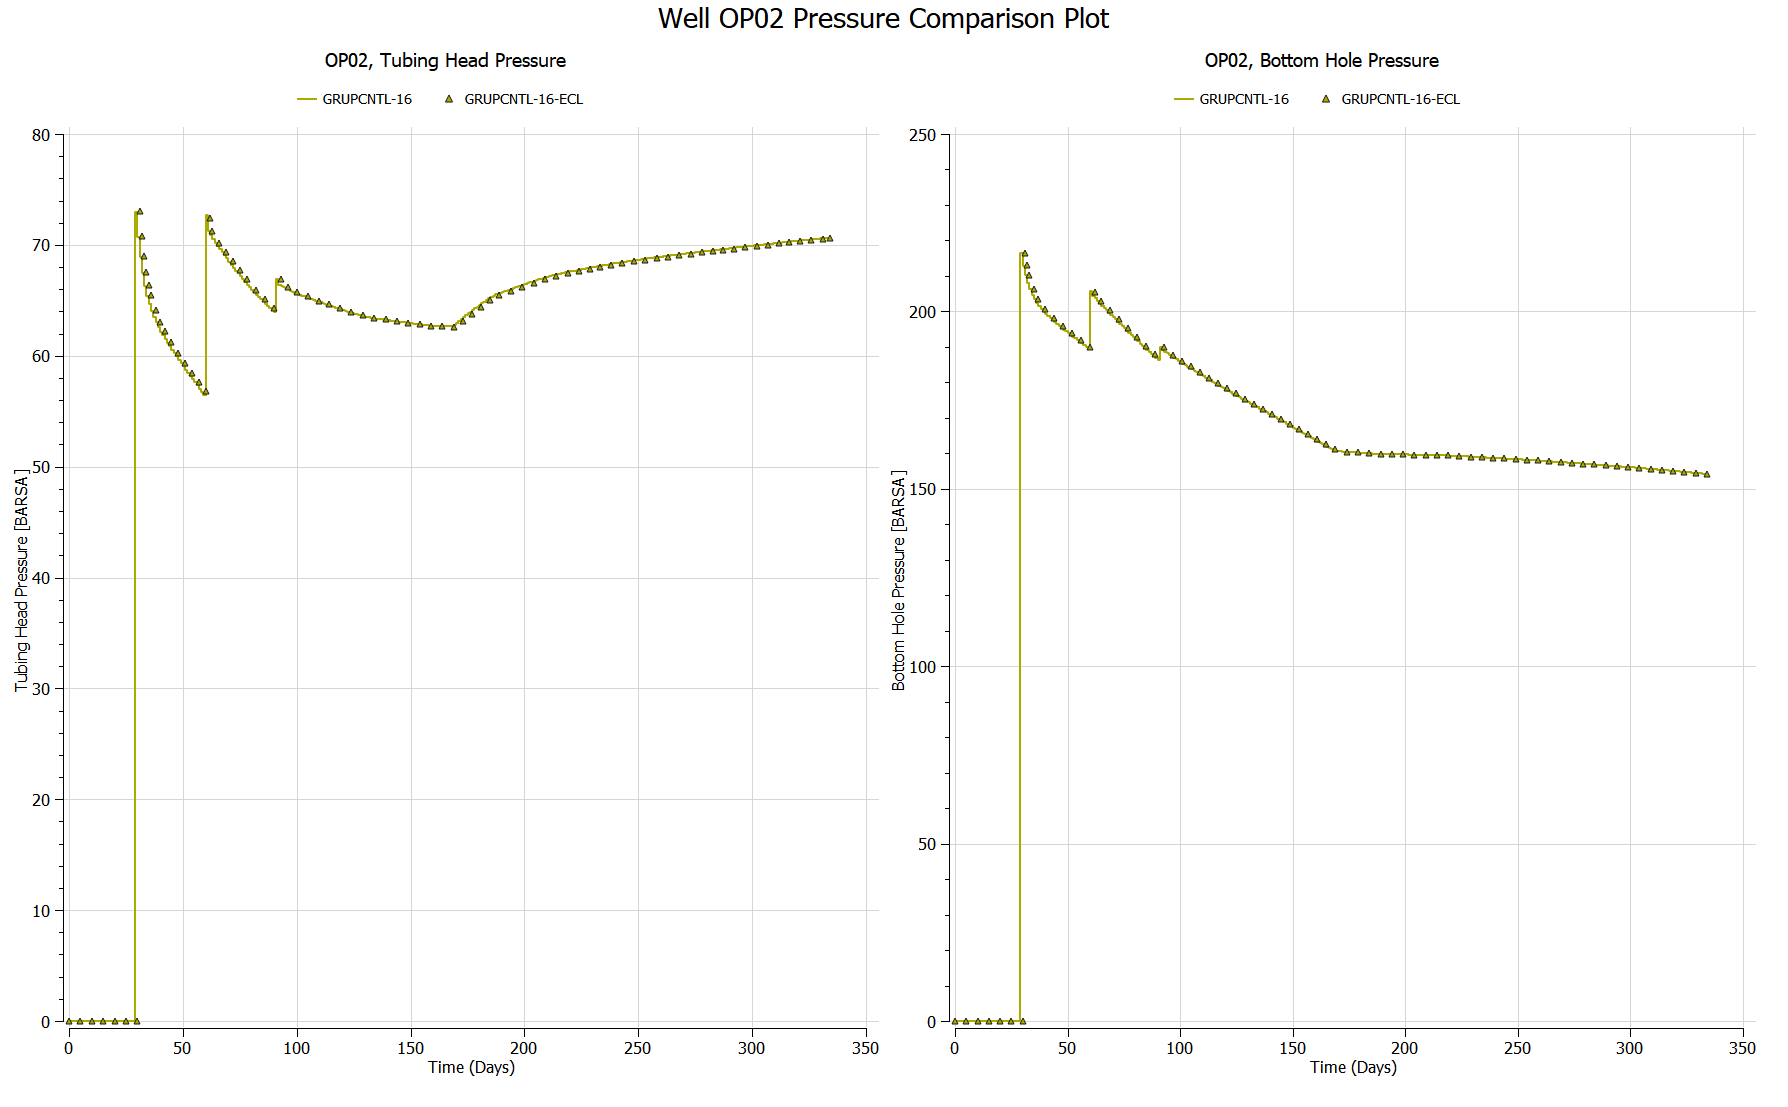 Well OP02 Pressure Comparison Plot
OP02, Tubing Head Pressure
GRUPCNTL-16 GRUPCNTL-16-ECL
80
70
60
50
40
30
20
10
0
Tubing Head Pressure [BARSA]
0 50 100 150 200 250 300 350
Time (Days)
OP02, Bottom Hole Pressure
GRUPCNTL-16 GRUPCNTL-16-ECL
250
200
150
100
50
0
Bottom Hole Pressure [BARSA]
0 50 100 150 200 250 300 350
Time (Days)